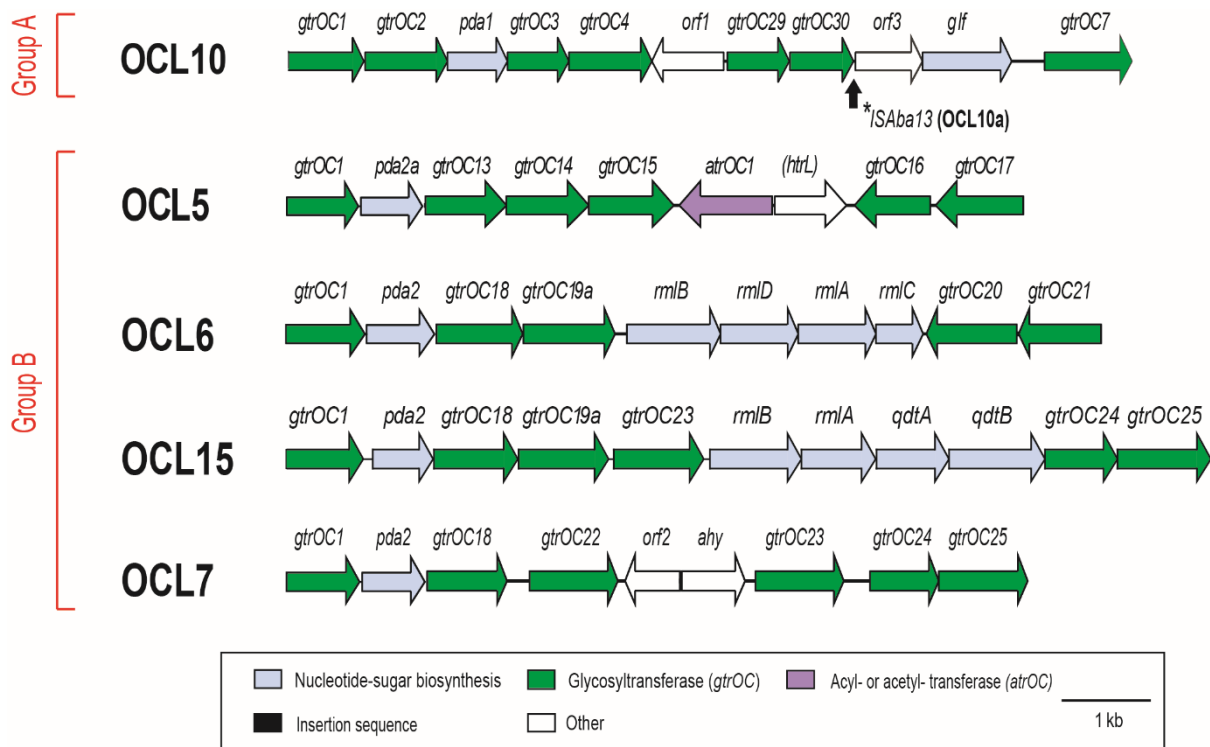 Group A
gtrOC1 gtrOC2 pda1 gtrOC3 gtrOC4 orf1 gtrOC29 gtrOC30 orf3 glf gtrOC7
OCL10
*ISAba13 (OCL10a)
Group B
gtrOC1 pda2a gtrOC13 gtrOC14 gtrOC15 atrOC1 (htrL) gtrOC16 gtrOC17
OCL5
gtrOC1 pda2 gtrOC18 gtrOC19a rmlB rmlD rmlA rmlC gtrOC20 gtrOC21
OCL6
gtrOC1 pda2 gtrOC18 gtrOC19a gtrOC23 rmlB rmlA qdtA qdtB gtrOC24 gtrOC25
OCL15
gtrOC1 pda2 gtrOC18 gtrOC22 orf2 ahy gtrOC23 gtrOC24 gtrOC25
OCL7
Nucleotide-sugar biosynthesis Glycosyltransferase (gtrOC) Acyl- or acetyl- transferase (atrOC)
Insertion sequence Other 1 kb